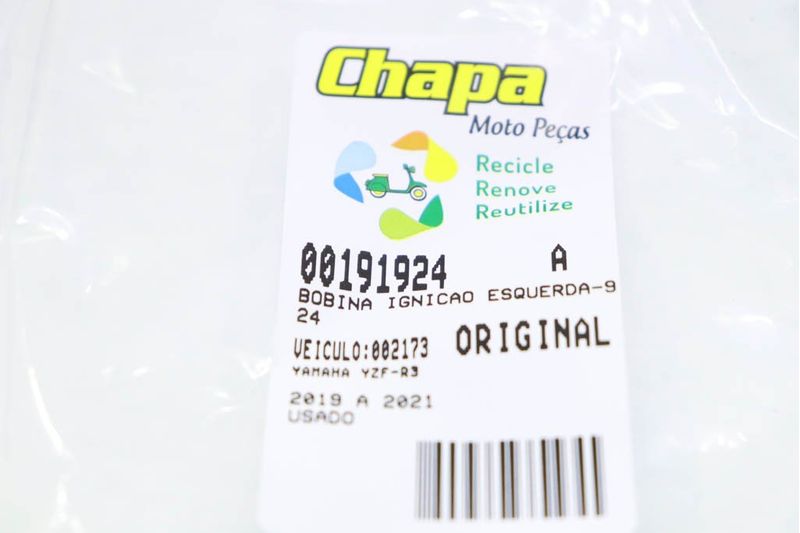 Chapa
Moto Peças
Recicle
Renove
Reutilize
00191924 A
BOBINA IGNICAO ESQUERDA-9
24
VEICULO:002173 ORIGINAL
YAMAHA YZF-R3
2019 A 2021
USADO